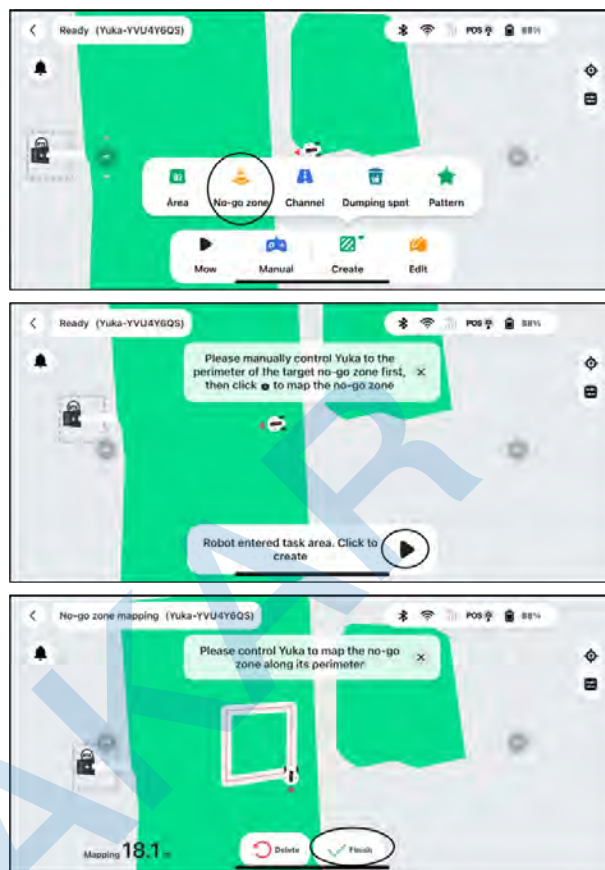 Ready (Yuka-YVU4Y6QS)
POS
88%
Area
No-go zone
Channel
Dumping spot
Pattern
Mow
Manual
Create
Edit
Ready (Yuka-YVU4Y6QS)
POS
88%
Please manually control Yuka to the
perimeter of the target no-go zone first,
then click to map the no-go zone
Robot entered task area. Click to
create
No-go zone mapping (Yuka-YVU4Y6QS)
POS
88%
Please control Yuka to map the no-go
zone along its perimeter
Mapping 18.1 m
Delete
Finish
AKAR